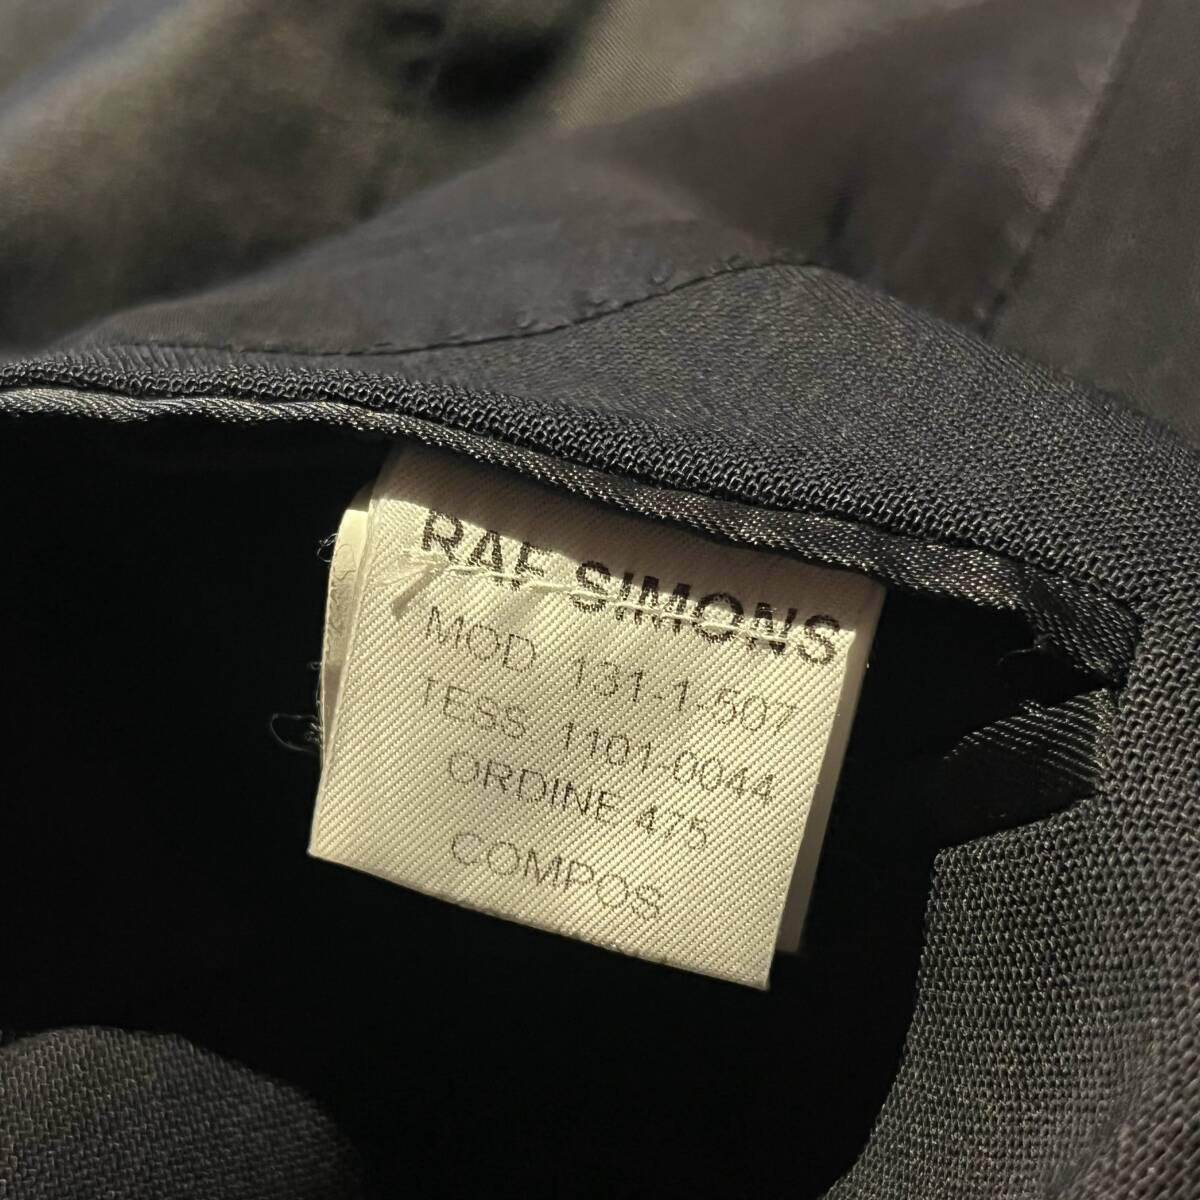 RAF SIMONS
MOD. 131-1-507
TESS. 1101-0044
ORDINE 475
COMPOS